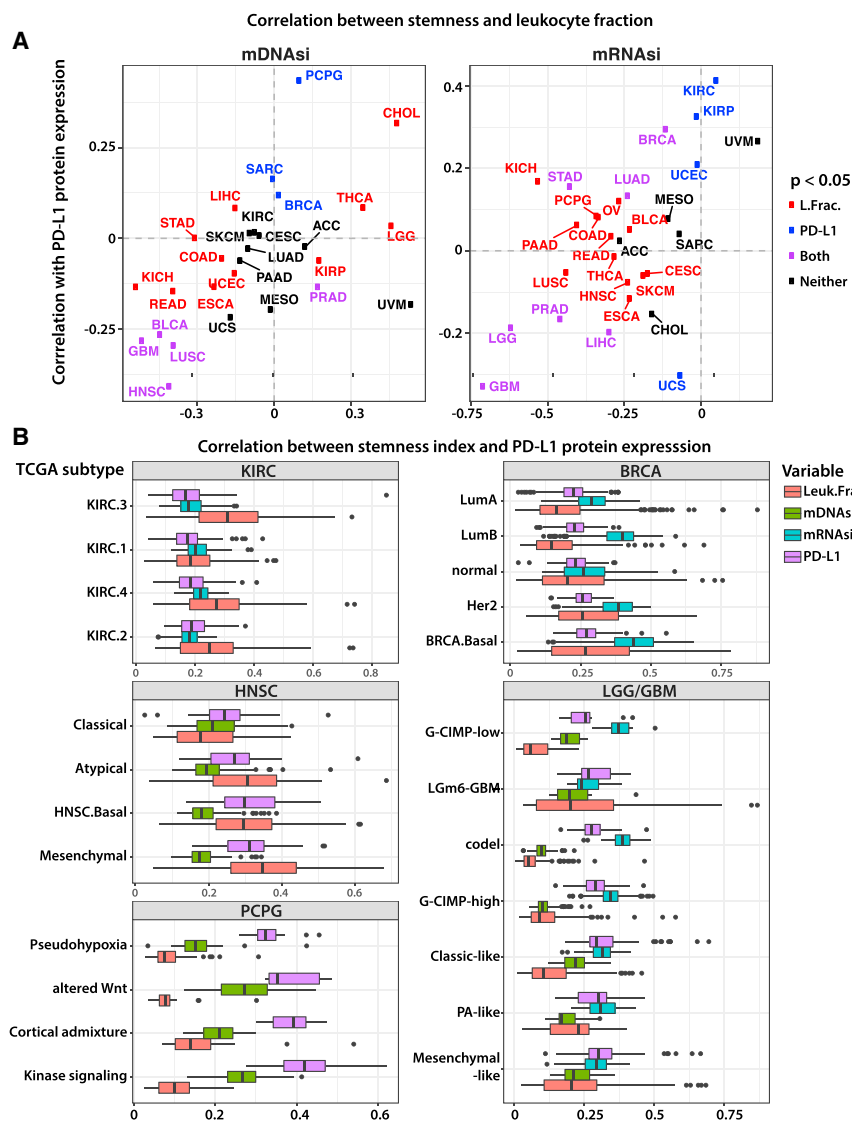 Correlation between stemness and leukocyte fraction
A
mDNAsi
mRNAsi
Corrrelation with PD-L1 protein expression
PCPG
CHOL
SARC
BRCA
LIHC
THCA
KIRC
STAD
SKCM
CESC
ACC
LGG
COAD
LUAD
KIRP
PAAD
KICH
UCEC
READ
ESCA
MESO
PRAD
UVM
UCS
BLCA
GBM
LUSC
HNSC
0.25
0
-0.25
-0.3
0
0.3
KIRC
KIRP
BRCA
UVM
UCEC
KICH
STAD
LUAD
PCPG
OV
MESO
BLCA
COAD
PAAD
SARC
READ
ACC
LUSC
THCA
CESC
HNSC
SKCM
PRAD
ESCA
CHOL
LGG
LIHC
UCS
GBM
0.4
0.2
0
-0.2
-0.75
-0.5
-0.25
0
p < 0.05
L.Frac.
PD-L1
Both
Neither
B
Correlation between stemness index and PD-L1 protein expresssion
TCGA subtype
KIRC
KIRC.3
KIRC.1
KIRC.4
KIRC.2
0
0.2
0.4
0.6
0.8
BRCA
LumA
LumB
normal
Her2
BRCA.Basal
0
0.25
0.5
0.75
Variable
Leuk.Fra
mDNAs
mRNAsi
PD-L1
HNSC
Classical
Atypical
HNSC.Basal
Mesenchymal
0.2
0.4
0.6
PCPG
Pseudohypoxia
altered Wnt
Cortical admixture
Kinase signaling
0
0.2
0.4
0.6
LGG/GBM
G-CIMP-low
LGm6-GBM
codel
G-CIMP-high
Classic-like
PA-like
Mesenchymal
-like
0
0.25
0.5
0.75